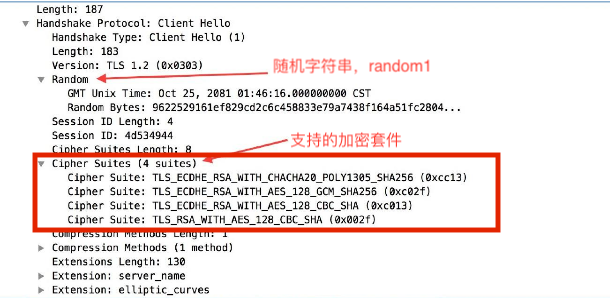 Length: 187
Handshake Protocol: Client Hello
Handshake Type: Client Hello (1)
Length: 183
Version: TLS 1.2 (0x0303)
Random
随机字符串，random1
GMT Unix Time: Oct 25, 2081 01:46:16.000000000 CST
Random Bytes: 9622529161ef829cd2c6c458833e79a7438f164a51fc2804...
Session ID Length: 4
Session ID: 4d534944
支持的加密套件
Cipher Suites Length: 8
Cipher Suites (4 suites)
Cipher Suite: TLS_ECDHE_RSA_WITH_CHACHA20_POLY1305_SHA256 (0xcc13)
Cipher Suite: TLS_ECDHE_RSA_WITH_AES_128_GCM_SHA256 (0xc02f)
Cipher Suite: TLS_ECDHE_RSA_WITH_AES_128_CBC_SHA (0xc013)
Cipher Suite: TLS_RSA_WITH_AES_128_CBC_SHA (0x002f)
Compression Methods Length: 1
Compression Methods (1 method)
Extensions Length: 130
Extension: server_name
Extension: elliptic_curves